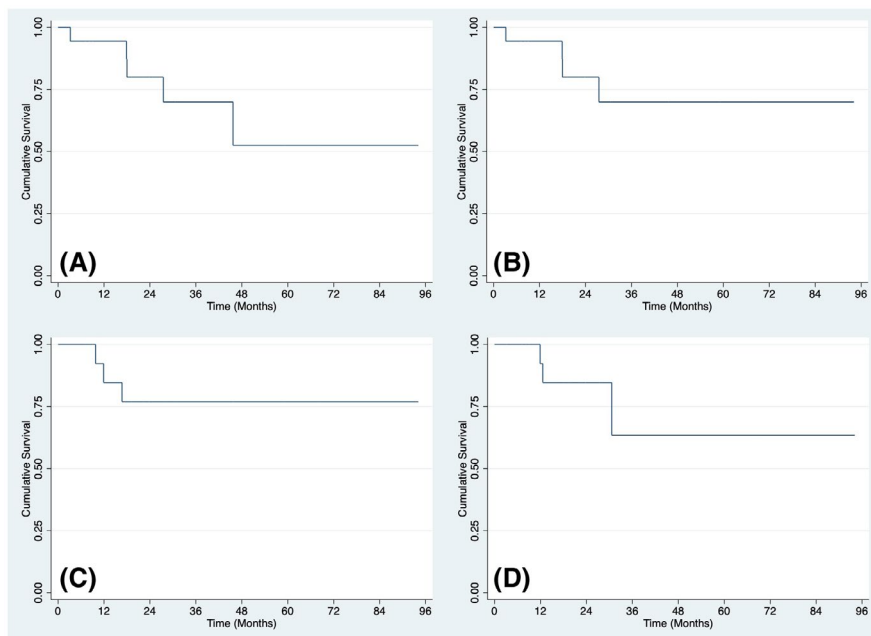 1.00
0.75
0.50
0.25
0.00
Cumulative Survival
(A)
0 12 24 36 48 60 72 84 96
Time (Months)
1.00
0.75
0.50
0.25
0.00
Cumulative Survival
(B)
0 12 24 36 48 60 72 84 96
Time (Months)
1.00
0.75
0.50
0.25
0.00
Cumulative Survival
(C)
0 12 24 36 48 60 72 84 96
Time (Months)
1.00
0.75
0.50
0.25
0.00
Cumulative Survival
(D)
0 12 24 36 48 60 72 84 96
Time (Months)